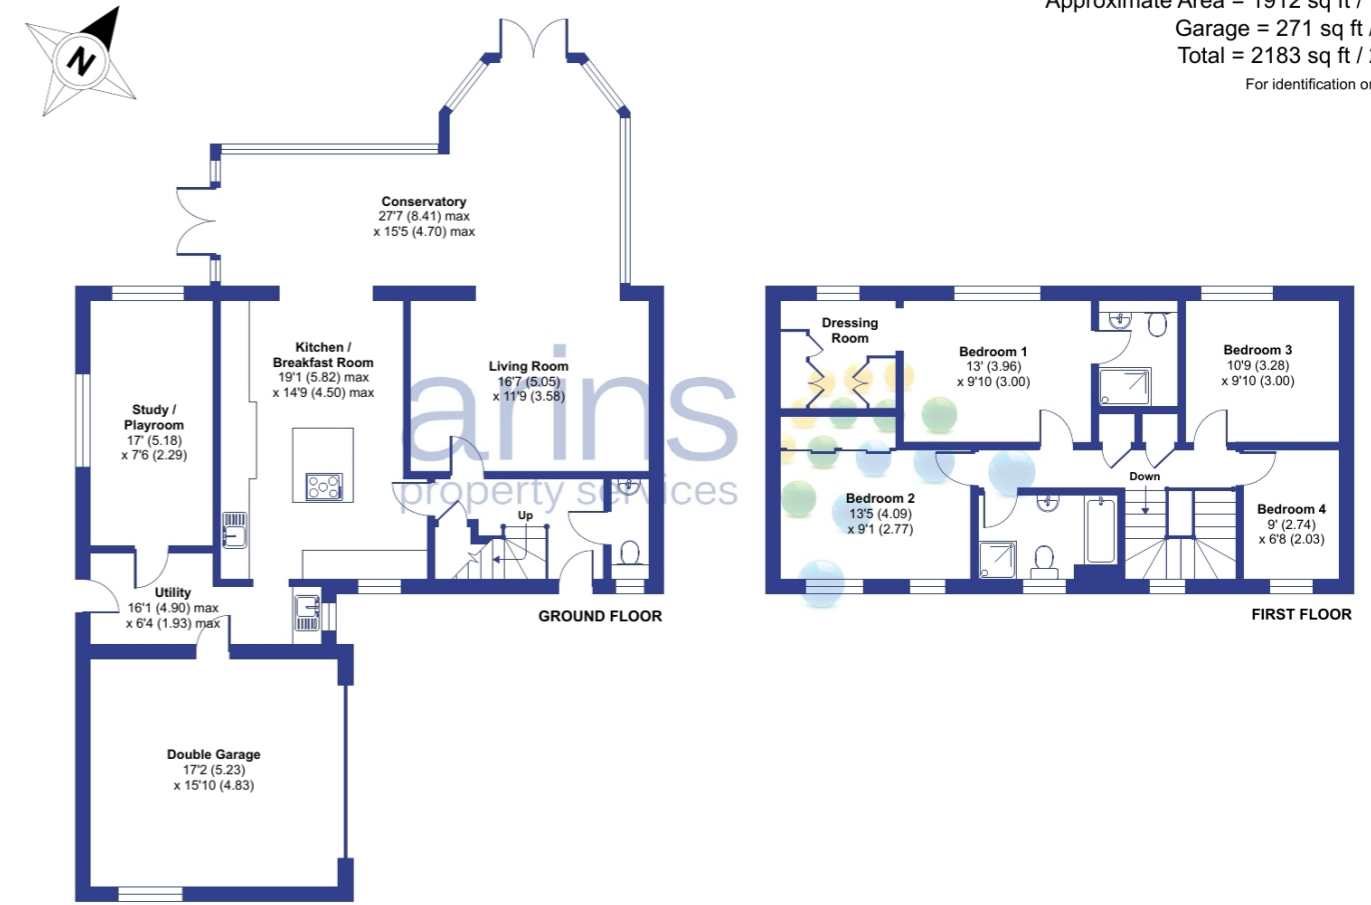 Approximate Area = 1912 sq ft /
Garage = 271 sq ft /
Total = 2183 sq ft /
For identification
N
Conservatory
27'7 (8.41) max
x 15'5 (4.70) max
Kitchen /
Breakfast Room
19'1 (5.82) max
x 14'9 (4.50) max
Living Room
16'7 (5.05)
x 11'9 (3.58)
Study /
Playroom
17' (5.18)
x 7'6 (2.29)
arins
property services
Up
Utility
16'1 (4.90) max
x 6'4 (1.93) max
GROUND FLOOR
Double Garage
17'2 (5.23)
x 15'10 (4.83)
Dressing
Room
Bedroom 1
13' (3.96)
x 9'10 (3.00)
Bedroom 3
10'9 (3.28)
x 9'10 (3.00)
Bedroom 2
13'5 (4.09)
x 9'1 (2.77)
Down
Bedroom 4
9' (2.74)
x 6'8 (2.03)
FIRST FLOOR